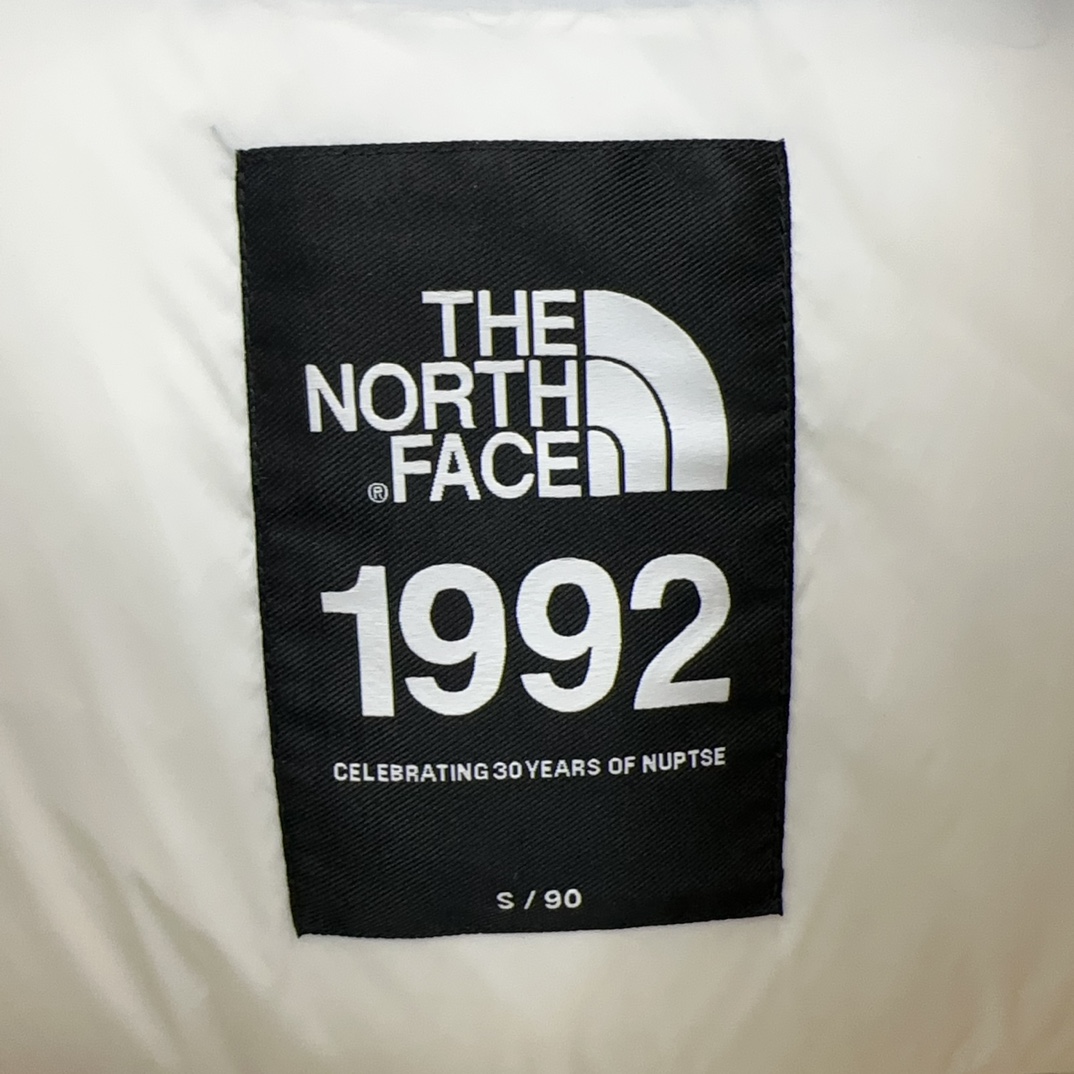 THE
NORTH
FACE
®
1992
CELEBRATING 30 YEARS OF NUPTSE
S / 90